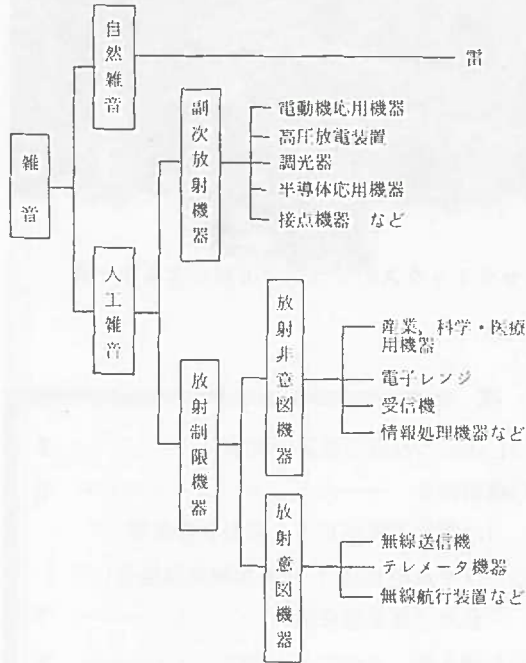 雑音
自然雑音
雷
人工雑音
副次放射機器
電動機応用機器
高圧放電装置
調光器
半導体応用機器
接点機器 など
放射制限機器
放射非意図機器
産業，科学・医療
用機器
電子レンジ
受信機
情報処理機器など
放射意図機器
無線送信機
テレメータ機器
無線航行装置など